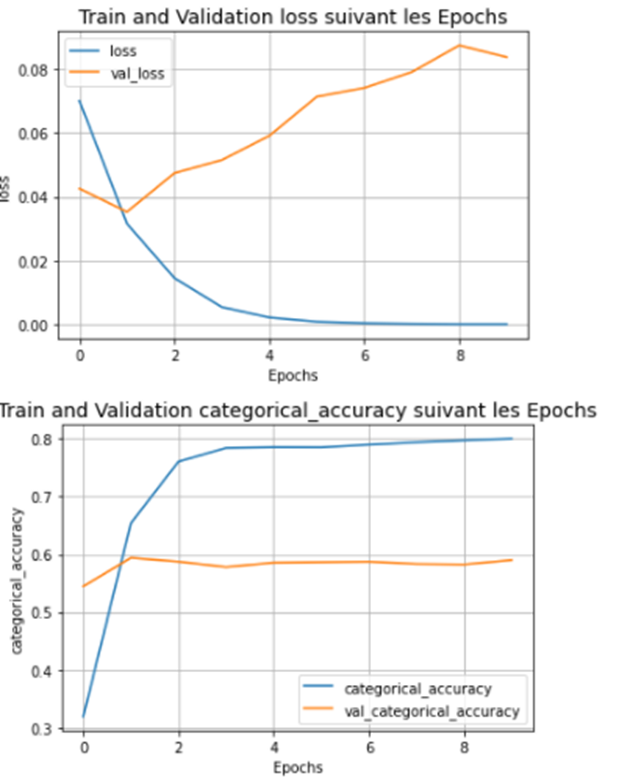 Train and Validation loss suivant les Epochs
loss
val_loss
0.08
0.06
0.04
0.02
0.00
loss
0 2 4 6 8
Epochs
Train and Validation categorical_accuracy suivant les Epochs
0.8
0.7
0.6
0.5
0.4
0.3
categorical_accuracy
categorical_accuracy
val_categorical_accuracy
0 2 4 6 8
Epochs